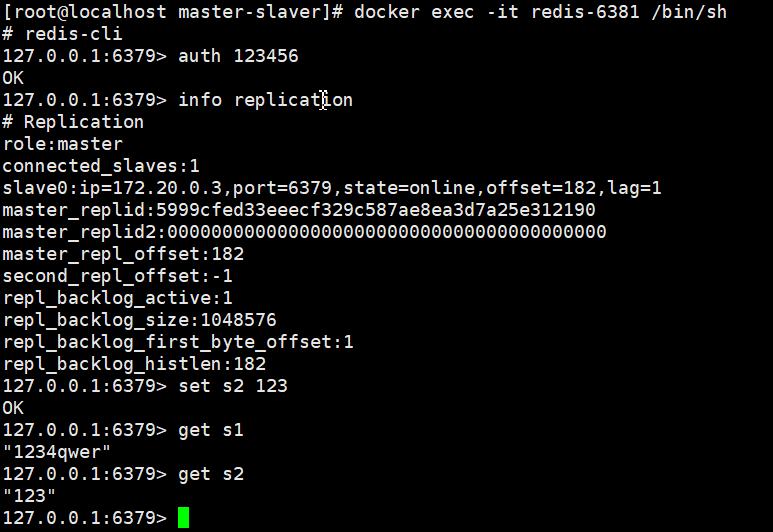 [root@localhost master-slaver]# docker exec -it redis-6381 /bin/sh
# redis-cli
127.0.0.1:6379> auth 123456
OK
127.0.0.1:6379> info replication
# Replication
role:master
connected_slaves:1
slave0:ip=172.20.0.3,port=6379,state=online,offset=182,lag=1
master_replid:5999cfed33eeecf329c587ae8ea3d7a25e312190
master_replid2:0000000000000000000000000000000000000000
master_repl_offset:182
second_repl_offset:-1
repl_backlog_active:1
repl_backlog_size:1048576
repl_backlog_first_byte_offset:1
repl_backlog_histlen:182
127.0.0.1:6379> set s2 123
OK
127.0.0.1:6379> get s1
"1234qwer"
127.0.0.1:6379> get s2
"123"
127.0.0.1:6379>